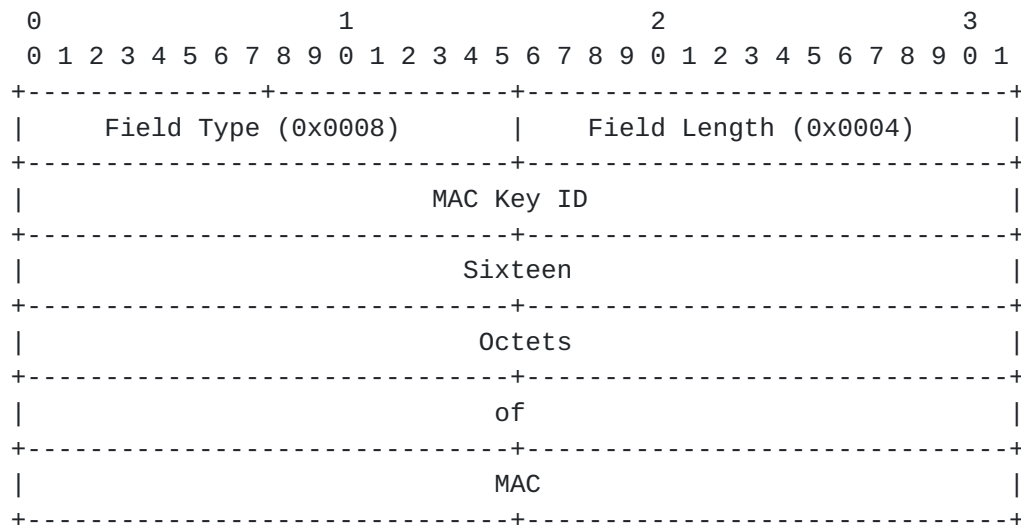 0                   1                   2                   3
0 1 2 3 4 5 6 7 8 9 0 1 2 3 4 5 6 7 8 9 0 1 2 3 4 5 6 7 8 9 0 1
+---------------+---------------+-------------------------------+
|     Field Type (0x0008)       |    Field Length (0x0004)      |
+-------------------------------+-------------------------------+
|                          MAC Key ID                           |
+-------------------------------+-------------------------------+
|                            Sixteen                            |
+-------------------------------+-------------------------------+
|                             Octets                            |
+-------------------------------+-------------------------------+
|                              of                               |
+-------------------------------+-------------------------------+
|                              MAC                              |
+-------------------------------+-------------------------------+